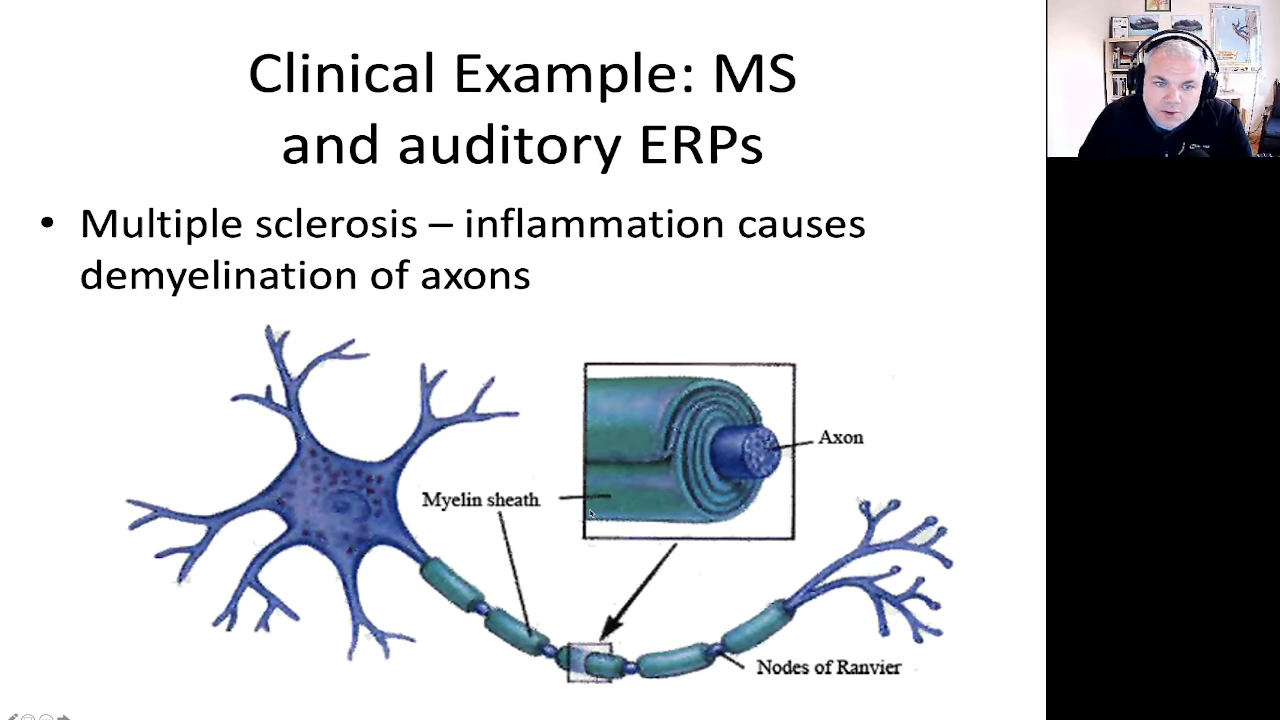 Clinical Example: MS
and auditory ERPs
• Multiple sclerosis – inflammation causes
demyelination of axons
Axon
Myelin sheath
Nodes of Ranvier